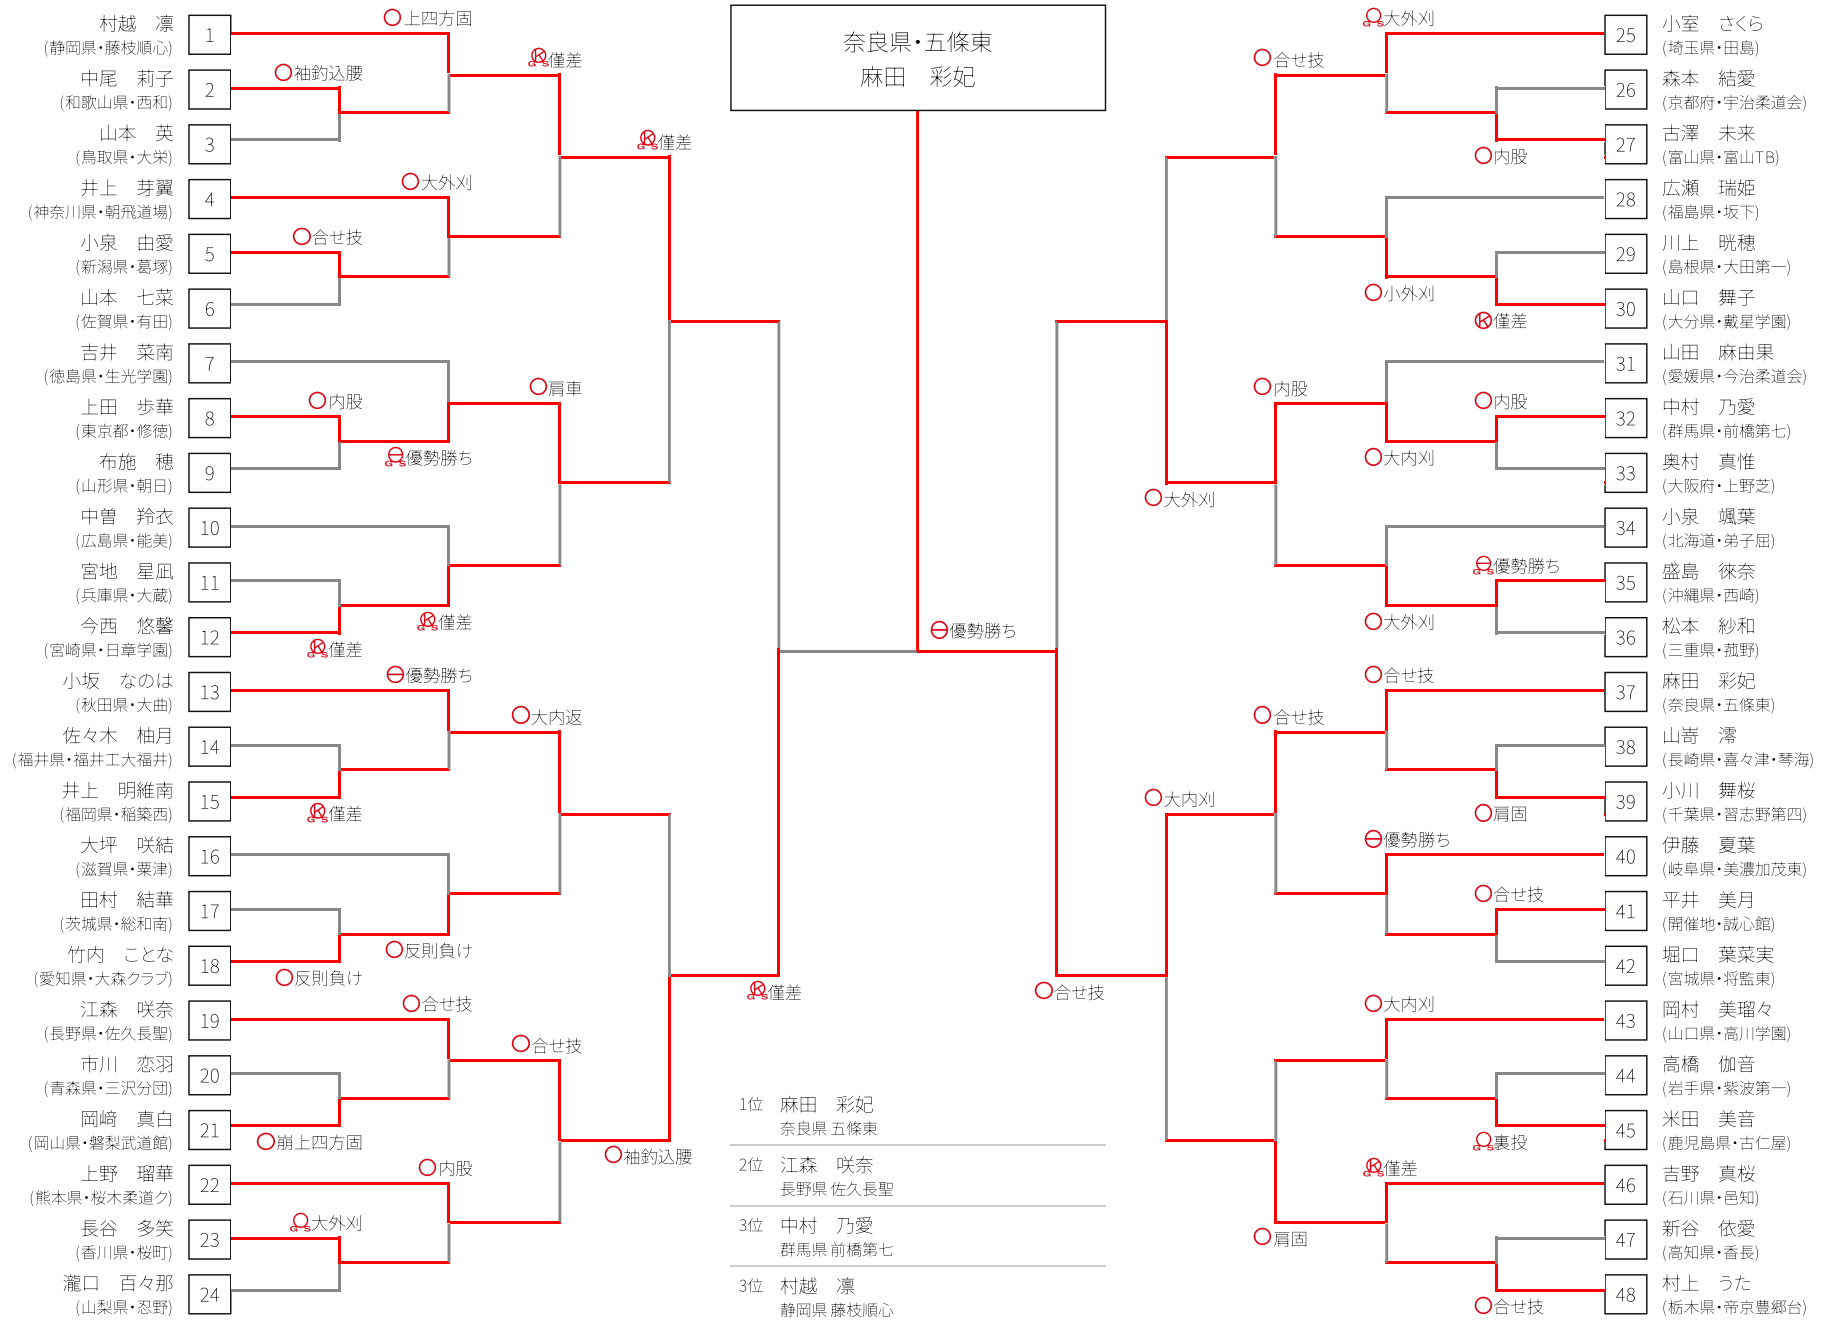 奈良県・五條東
麻田 彩妃
村越 凛
(静岡県・藤枝順心)
1
中尾 莉子
(和歌山県・西和)
2
山本 英
(鳥取県・大栄)
3
井上 芽翼
(神奈川県・朝飛道場)
4
小泉 由愛
(新潟県・葛塚)
5
山本 七菜
(佐賀県・有田)
6
吉井 菜南
(徳島県・生光学園)
7
上田 歩華
(東京都・修徳)
8
布施 穂
(山形県・朝日)
9
中曽 羚衣
(広島県・能美)
10
宮地 星凪
(兵庫県・大蔵)
11
今西 悠馨
(宮崎県・日章学園)
12
小坂 なのは
(秋田県・大曲)
13
佐々木 柚月
(福井県・福井工大福井)
14
井上 明維南
(福岡県・稲築西)
15
大坪 咲結
(滋賀県・粟津)
16
田村 結華
(茨城県・総和南)
17
竹内 ことな
(愛知県・大森クラブ)
18
江森 咲奈
(長野県・佐久長聖)
19
市川 恋羽
(青森県・三沢分団)
20
岡﨑 真白
(岡山県・磐梨武道館)
21
上野 瑠華
(熊本県・桜木柔道ク)
22
長谷 多笑
(香川県・桜町)
23
瀧口 百々那
(山梨県・忍野)
24
上四方固
袖釣込腰
GS僅差
GS僅差
大外刈
合せ技
肩車
内股
GS優勢勝ち
GS僅差
GS僅差
優勢勝ち
大内返
GS僅差
反則負け
反則負け
GS僅差
合せ技
合せ技
崩上四方固
袖釣込腰
内股
GS大外刈
優勢勝ち
GS大外刈
合せ技
内股
小外刈
僅差
内股
内股
大内刈
大外刈
GS優勢勝ち
大外刈
合せ技
合せ技
大内刈
肩固
優勢勝ち
合せ技
合せ技
大内刈
GS裏投
GS僅差
肩固
合せ技
25
小室 さくら
(埼玉県・田島)
26
森本 結愛
(京都府・宇治柔道会)
27
古澤 未来
(富山県・富山TB)
28
広瀬 瑞姫
(福島県・坂下)
29
川上 晄穂
(島根県・大田第一)
30
山口 舞子
(大分県・戴星学園)
31
山田 麻由果
(愛媛県・今治柔道会)
32
中村 乃愛
(群馬県・前橋第七)
33
奥村 真惟
(大阪府・上野芝)
34
小泉 颯葉
(北海道・弟子屈)
35
盛島 徠奈
(沖縄県・西崎)
36
松本 紗和
(三重県・菰野)
37
麻田 彩妃
(奈良県・五條東)
38
山嵜 澪
(長崎県・喜々津・琴海)
39
小川 舞桜
(千葉県・習志野第四)
40
伊藤 夏葉
(岐阜県・美濃加茂東)
41
平井 美月
(開催地・誠心館)
42
堀口 葉菜実
(宮城県・将監東)
43
岡村 美瑠々
(山口県・高川学園)
44
高橋 伽音
(岩手県・紫波第一)
45
米田 美音
(鹿児島県・古仁屋)
46
吉野 真桜
(石川県・邑知)
47
新谷 依愛
(高知県・香長)
48
村上 うた
(栃木県・帝京豊郷台)
1位 麻田 彩妃
奈良県 五條東
2位 江森 咲奈
長野県 佐久長聖
3位 中村 乃愛
群馬県 前橋第七
3位 村越 凛
静岡県 藤枝順心